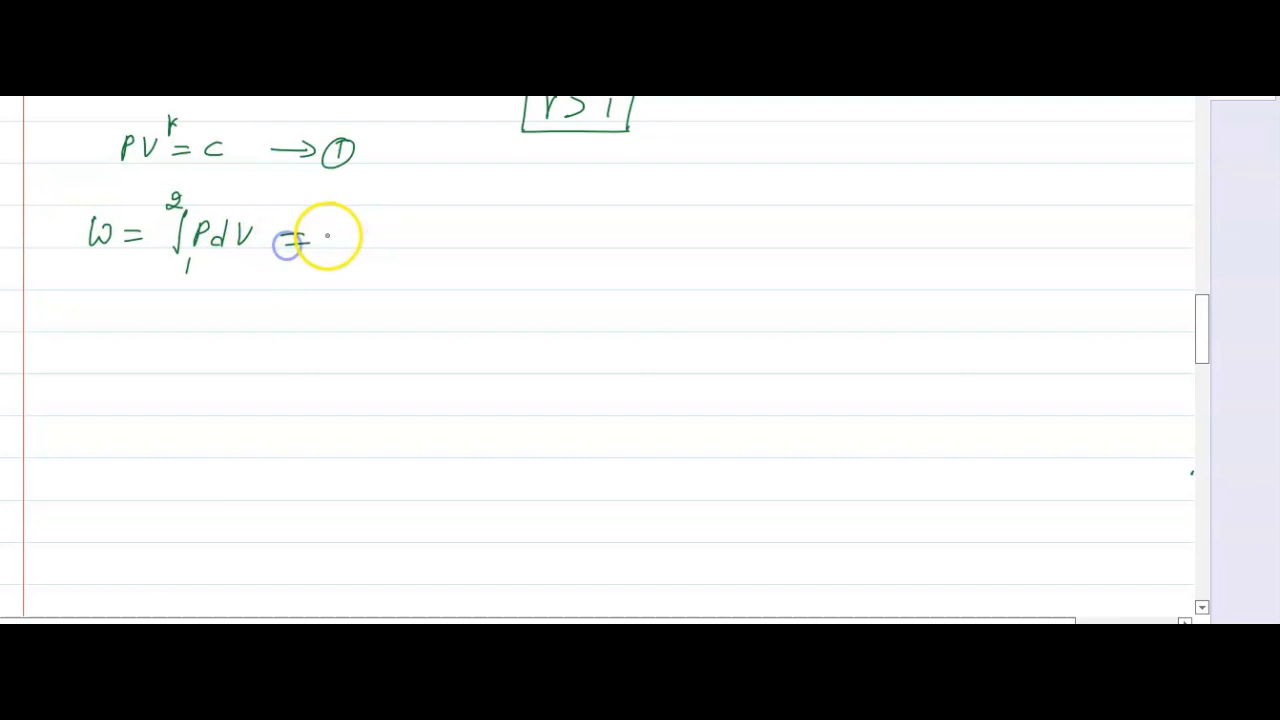 r > 1
PV^r = C → ①
W = ∫₁² PdV =